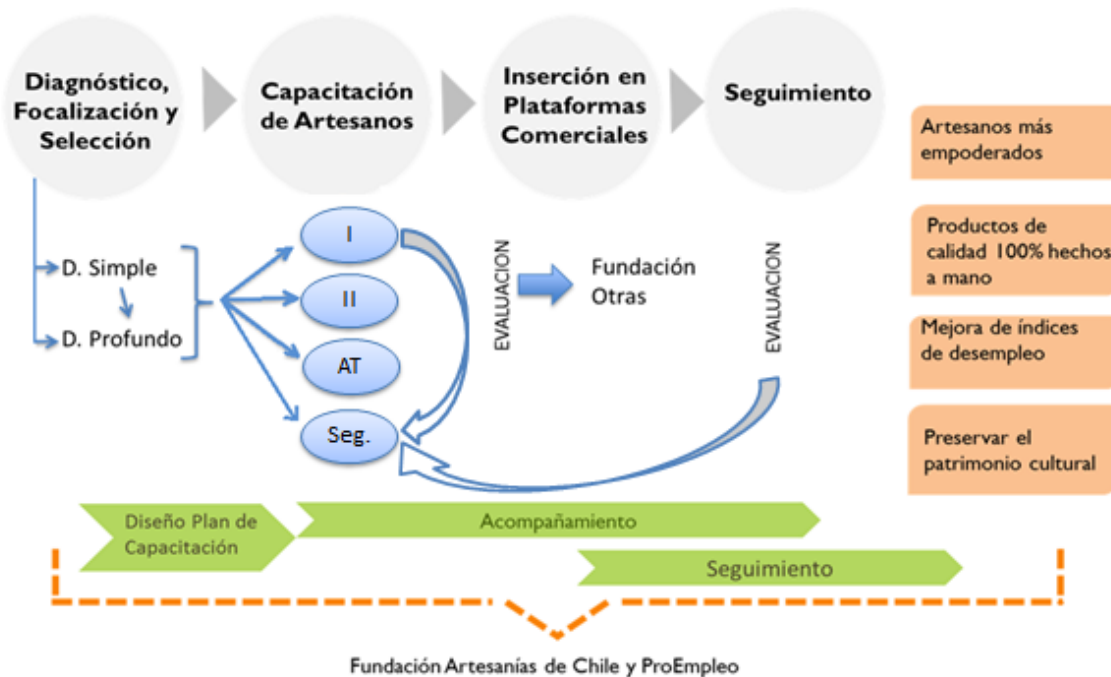 Diagnóstico,
Focalización y
Selección
Capacitación
de Artesanos
Inserción en
Plataformas
Comerciales
Seguimiento
D. Simple
D. Profundo
I
II
AT
Seg.
EVALUACION
Fundación
Otras
EVALUACION
Artesanos más
empoderados
Productos de
calidad 100% hechos
a mano
Mejora de índices
de desempleo
Preservar el
patrimonio cultural
Diseño Plan de
Capacitación
Acompañamiento
Seguimiento
Fundación Artesanías de Chile y ProEmpleo